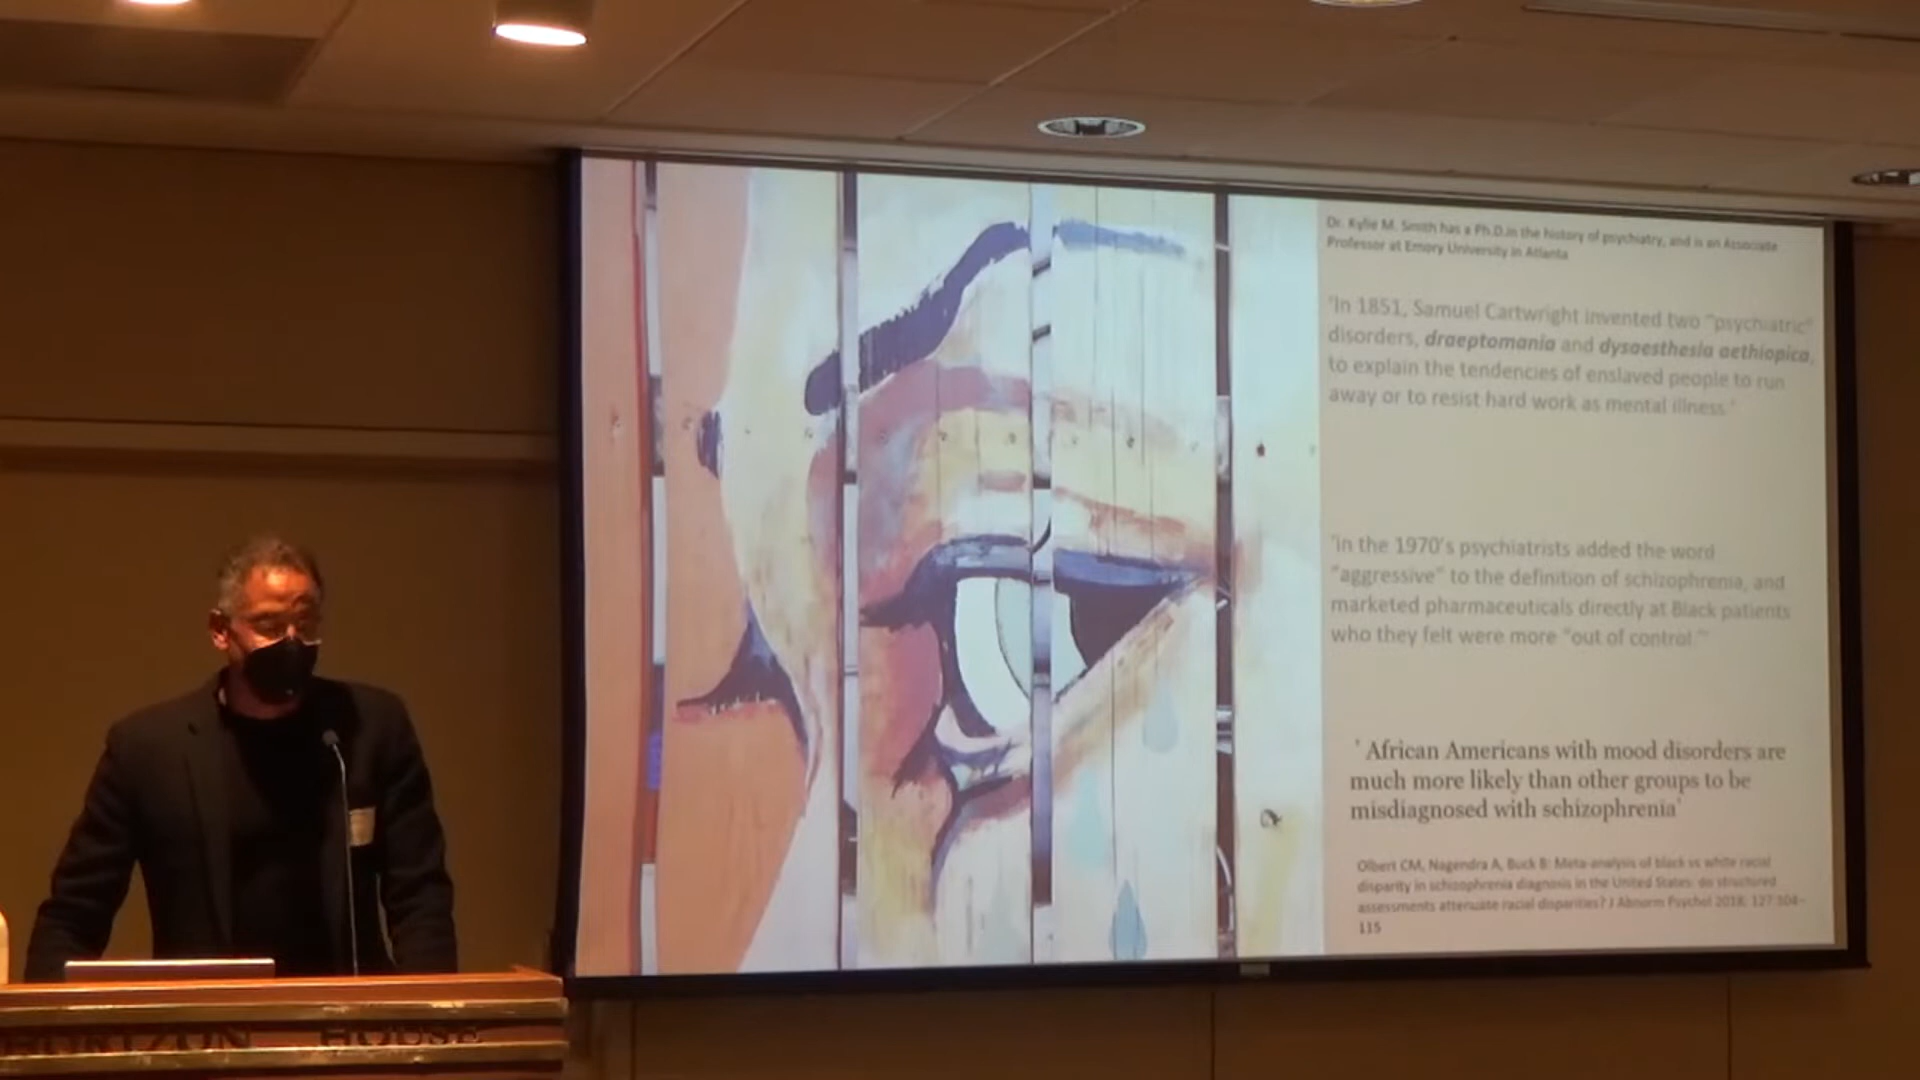 Dr. Kylie M. Smith has a Ph.D.in the history of psychiatry, and is an Associate
Professor at Emory University in Atlanta
'In 1851, Samuel Cartwright invented two "psychiatric"
disorders, draeptomania and dysaesthesia aethiopica,
to explain the tendencies of enslaved people to run
away or to resist hard work as mental illness.'
'in the 1970's psychiatrists added the word
"aggressive" to the definition of schizophrenia, and
marketed pharmaceuticals directly at Black patients
who they felt were more "out of control."'
' African Americans with mood disorders are
much more likely than other groups to be
misdiagnosed with schizophrenia'
Olbert CM, Nagendra A, Buck B: Meta-analysis of black vs white racial
disparity in schizophrenia diagnosis in the United States: do structured
assessments attenuate racial disparities? J Abnorm Psychol 2018; 127:104–
115
HORIZON HOUSE